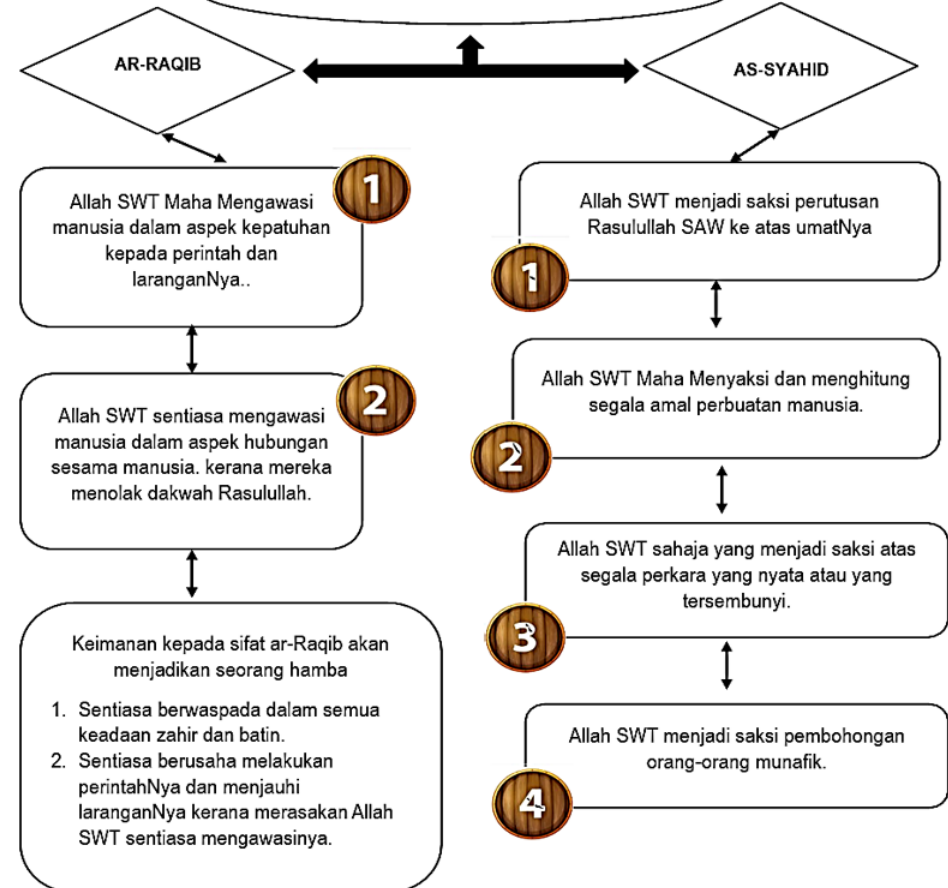 AR-RAQIB
Allah SWT Maha Mengawasi
manusia dalam aspek kepatuhan
kepada perintah dan
laranganNya..
1
Allah SWT sentiasa mengawasi
manusia dalam aspek hubungan
sesama manusia. kerana mereka
menolak dakwah Rasulullah.
2
Keimanan kepada sifat ar-Raqib akan
menjadikan seorang hamba
1. Sentiasa berwaspada dalam semua
keadaan zahir dan batin.
2. Sentiasa berusaha melakukan
perintahNya dan menjauhi
laranganNya kerana merasakan Allah
SWT sentiasa mengawasinya.
AS-SYAHID
Allah SWT menjadi saksi perutusan
Rasulullah SAW ke atas umatNya
1
Allah SWT Maha Menyaksi dan menghitung
segala amal perbuatan manusia.
2
Allah SWT sahaja yang menjadi saksi atas
segala perkara yang nyata atau yang
tersembunyi.
3
Allah SWT menjadi saksi pembohongan
orang-orang munafik.
4